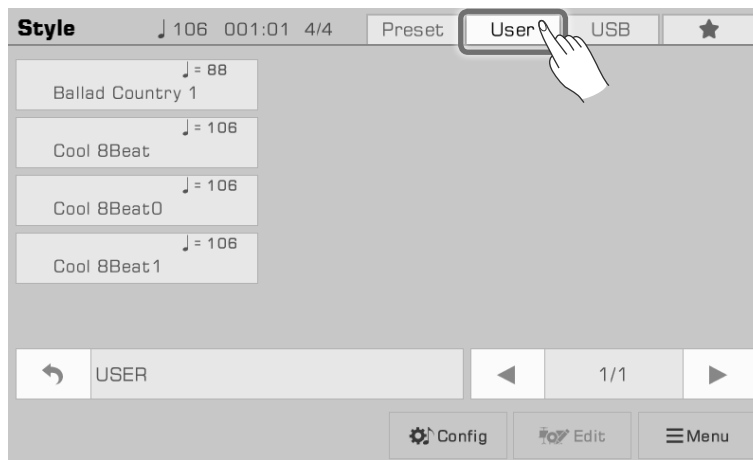 Style ♩ 106 001:01 4/4 Preset User USB ★
♩= 88
Ballad Country 1
♩= 106
Cool 8Beat
♩= 106
Cool 8Beat0
♩= 106
Cool 8Beat1
USER 1/1
Config Edit Menu